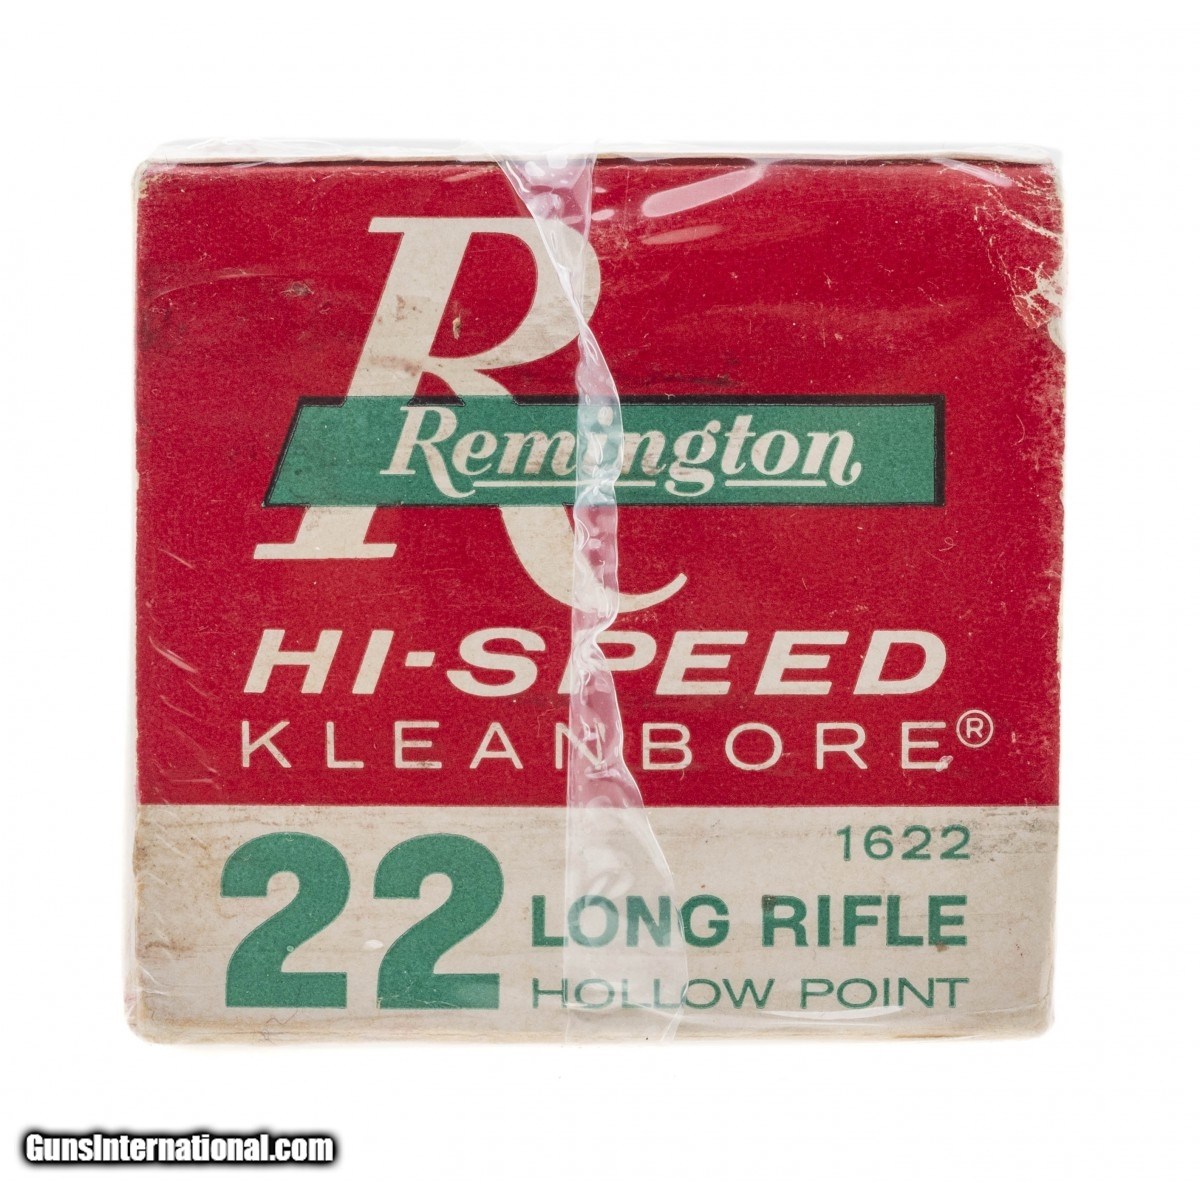 R
Remington
HI-SPEED
KLEANBORE®
22
1622
LONG RIFLE
HOLLOW POINT
GunsInternational.com